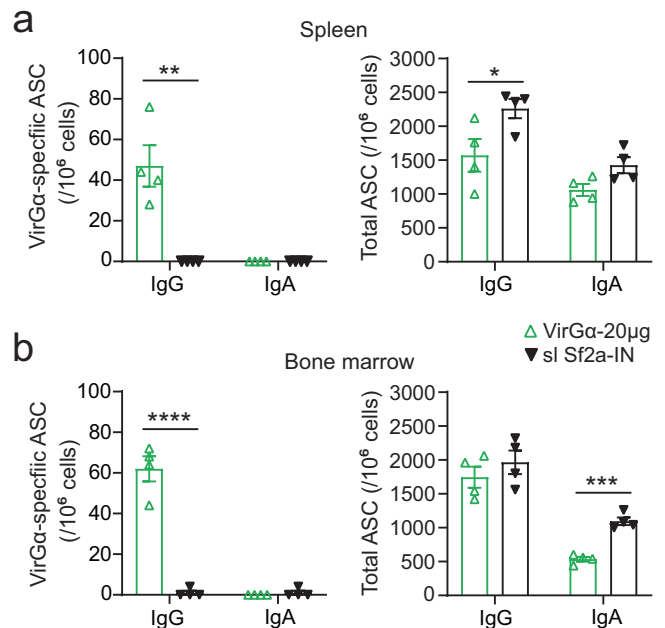 a
Spleen
VirGα-specfiic ASC
(/10⁶ cells)
100
80
60
40
20
0
**
IgG
IgA
Total ASC (/10⁶ cells)
3000
2500
2000
1500
1000
500
0
*
IgG
IgA
VirGα-20µg
sl Sf2a-IN
b
Bone marrow
VirGα-specfiic ASC
(/10⁶ cells)
100
80
60
40
20
0
****
IgG
IgA
Total ASC (/10⁶ cells)
3000
2500
2000
1500
1000
500
0
***
IgG
IgA